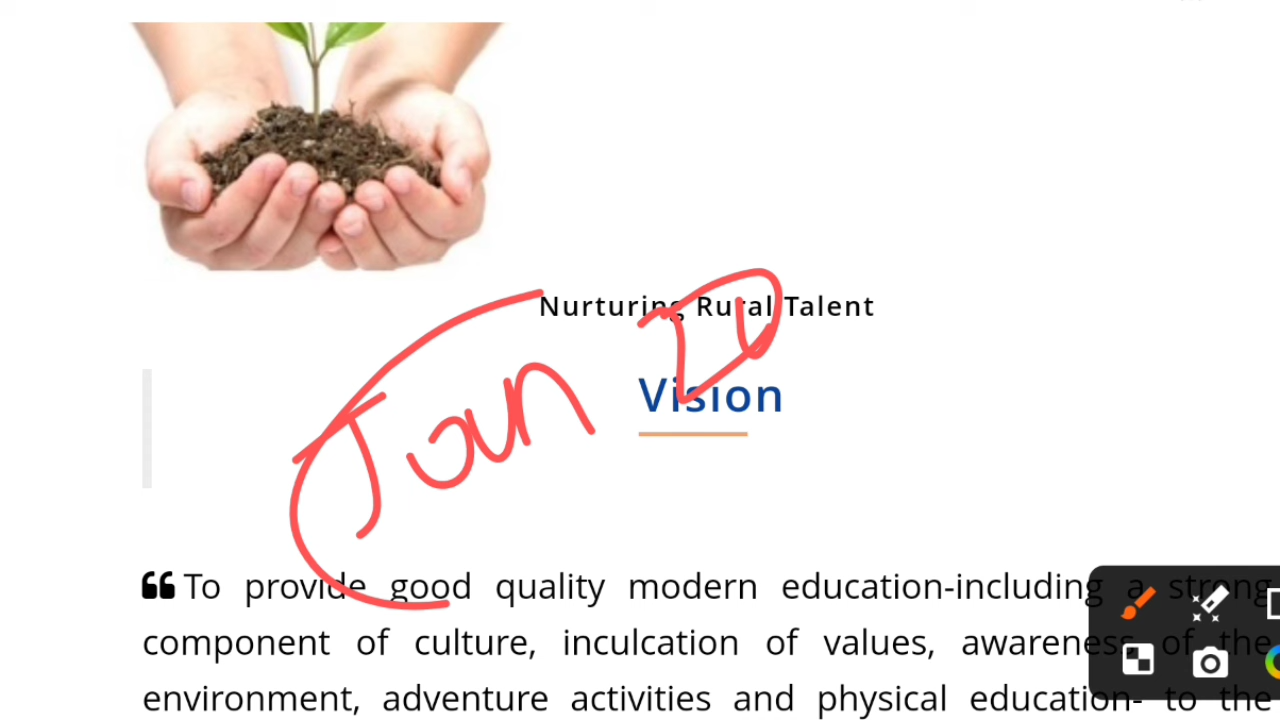 Nurturing Rural Talent
Jan
Vision
❝ To provide good quality modern education-including a strong
component of culture, inculcation of values, awareness of the
environment, adventure activities and physical education- to the